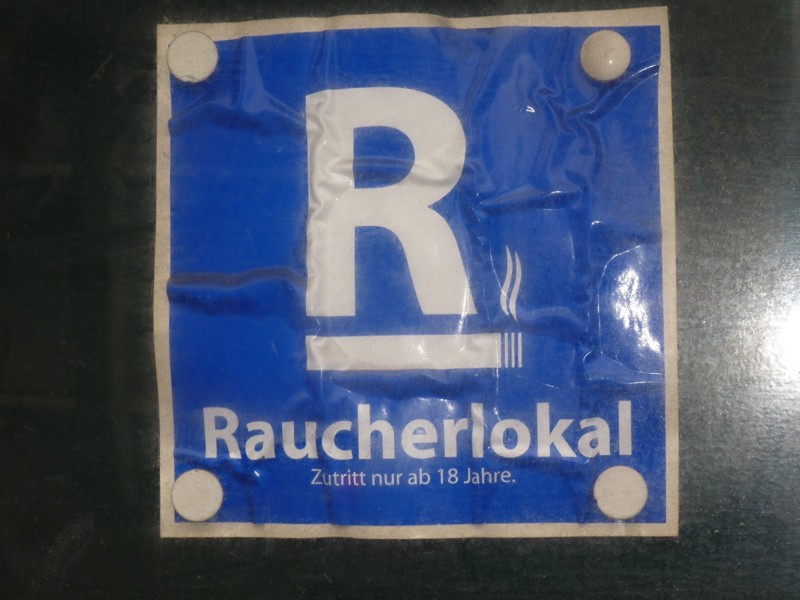 R
Raucherlokal
Zutritt nur ab 18 Jahre.